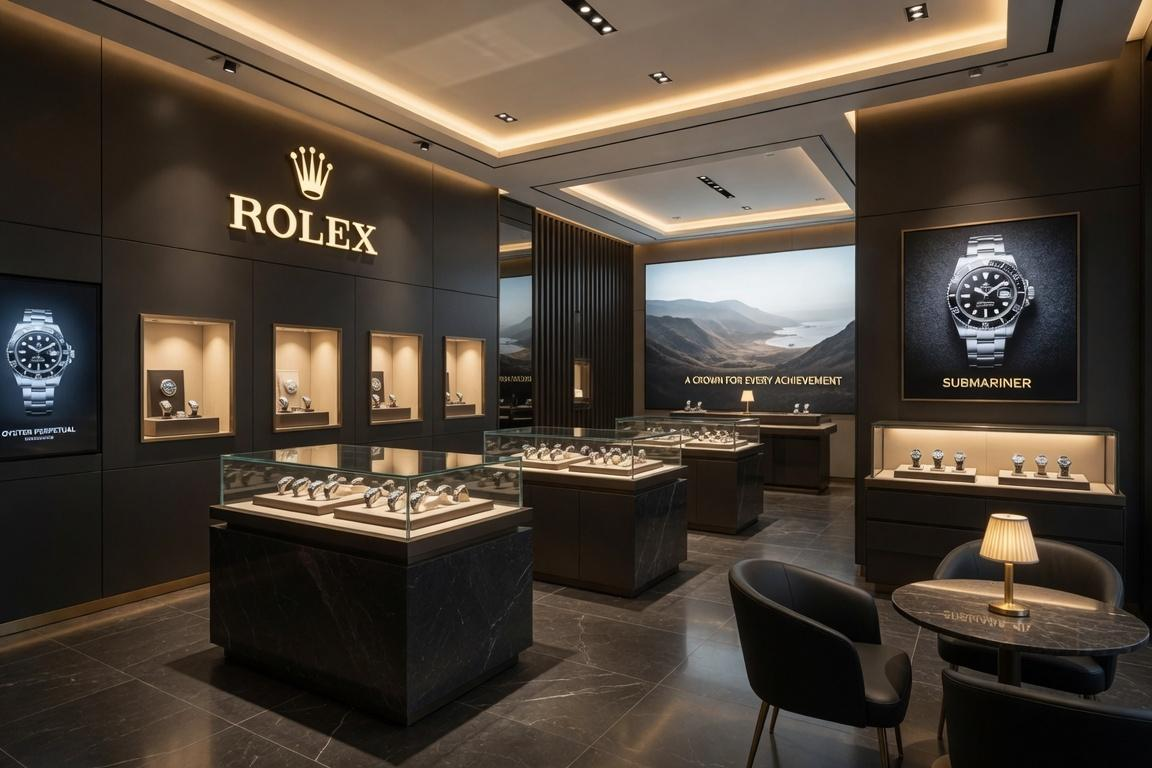 ROLEX
OYSTER PERPETUAL
A CROWN FOR EVERY ACHIEVEMENT
SUBMARINER